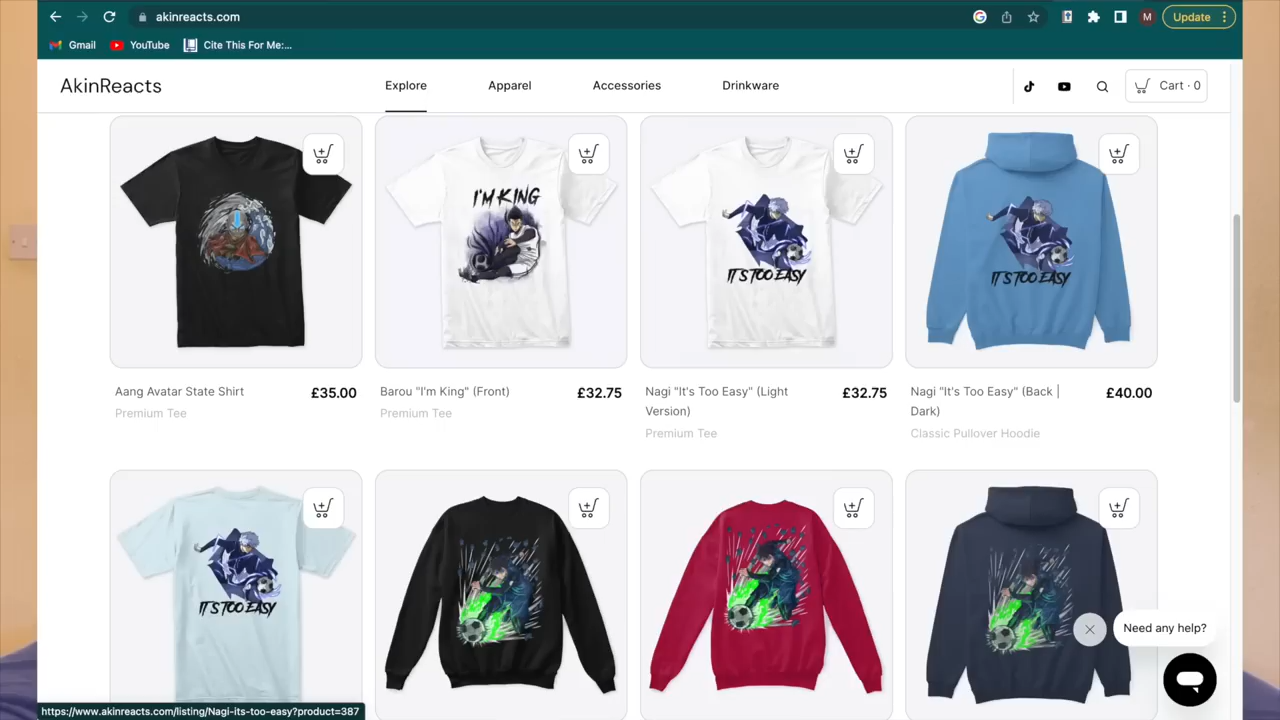 akinreacts.com
M
Update
Gmail
YouTube
Cite This For Me:...
AkinReacts
Explore
Apparel
Accessories
Drinkware
Cart · 0
I'M KING
IT'S TOO EASY
IT'S TOO EASY
Aang Avatar State Shirt
£35.00
Premium Tee
Barou "I'm King" (Front)
£32.75
Premium Tee
Nagi "It's Too Easy" (Light
Version)
£32.75
Premium Tee
Nagi "It's Too Easy" (Back |
Dark)
£40.00
Classic Pullover Hoodie
IT'S TOO EASY
Need any help?
https://www.akinreacts.com/listing/Nagi-its-too-easy?product=387